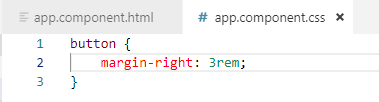 app.component.html
# app.component.css ×
1 button {
2 margin-right: 3rem;
3 }